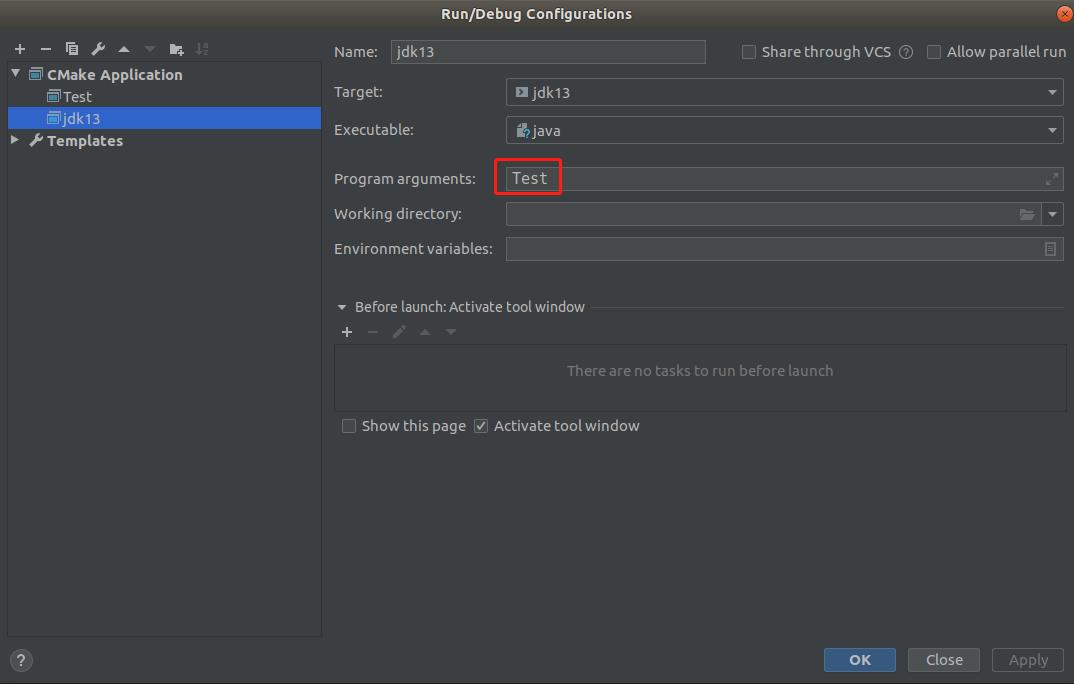 Run/Debug Configurations
Name: jdk13
Share through VCS ? Allow parallel run
CMake Application
Test
jdk13
Templates
Target: jdk13
Executable: java
Program arguments: Test
Working directory:
Environment variables:
Before launch: Activate tool window
There are no tasks to run before launch
Show this page Activate tool window
? OK Close Apply